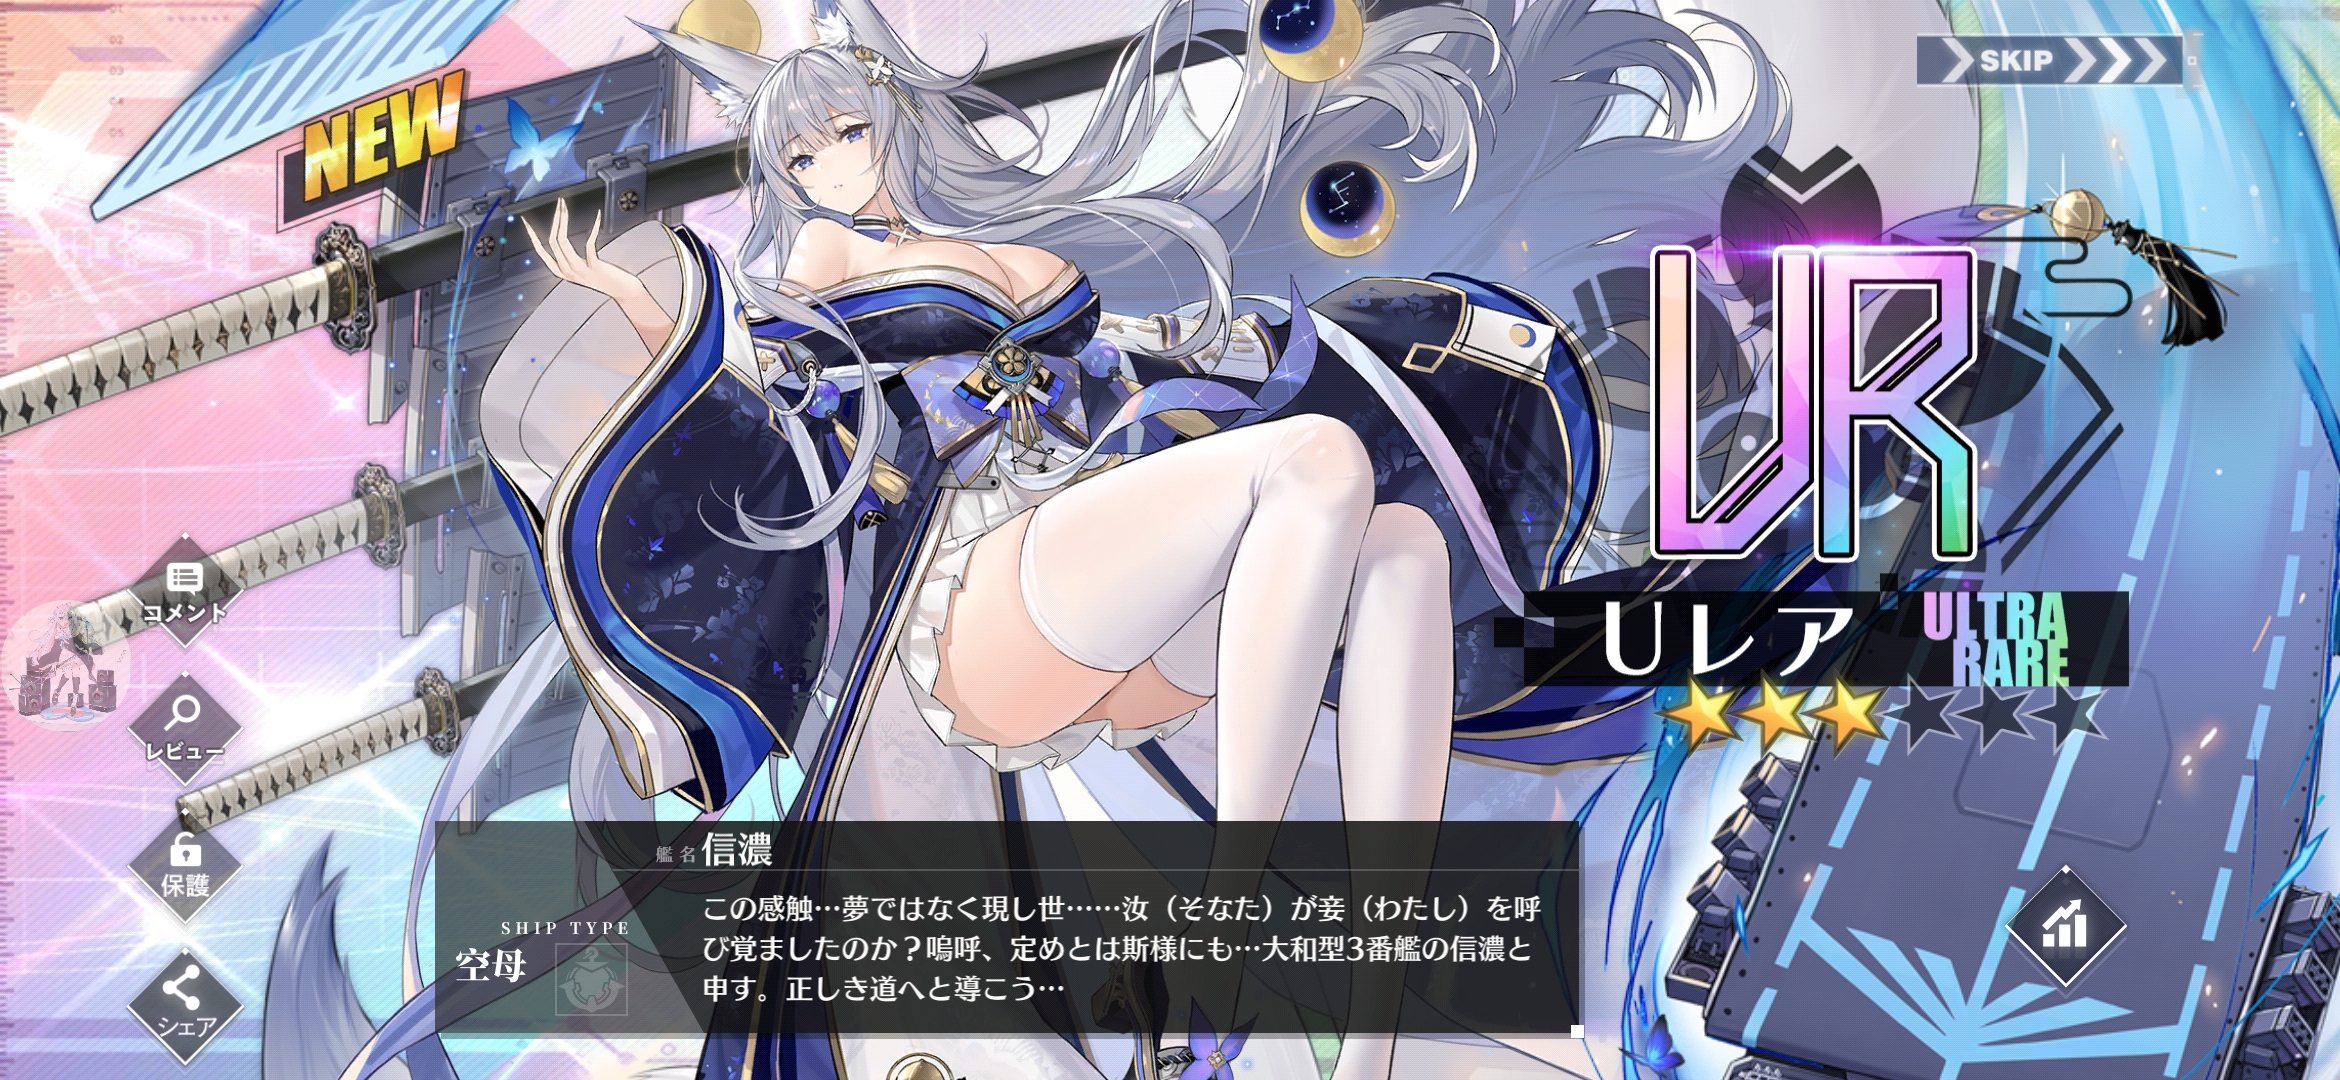 NEW
SKIP
UR
Uレア
ULTRA
RARE
コメント
レビュー
保護
シェア
艦名 信濃
SHIP TYPE
空母
この感触…夢ではなく現し世……汝（そなた）が妾（わたし）を呼
び覚ましたのか？嗚呼、定めとは斯様にも…大和型3番艦の信濃と
申す。正しき道へと導こう…